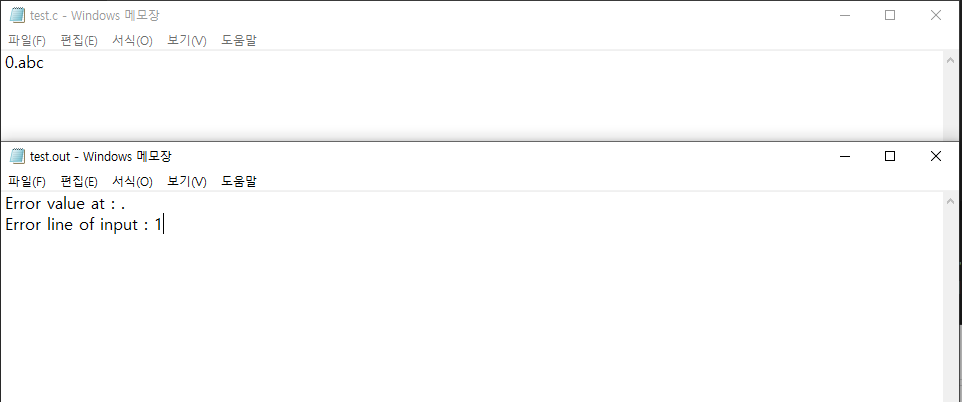 test.c - Windows 메모장
파일(F) 편집(E) 서식(O) 보기(V) 도움말
0.abc
test.out - Windows 메모장
파일(F) 편집(E) 서식(O) 보기(V) 도움말
Error value at : .
Error line of input : 1